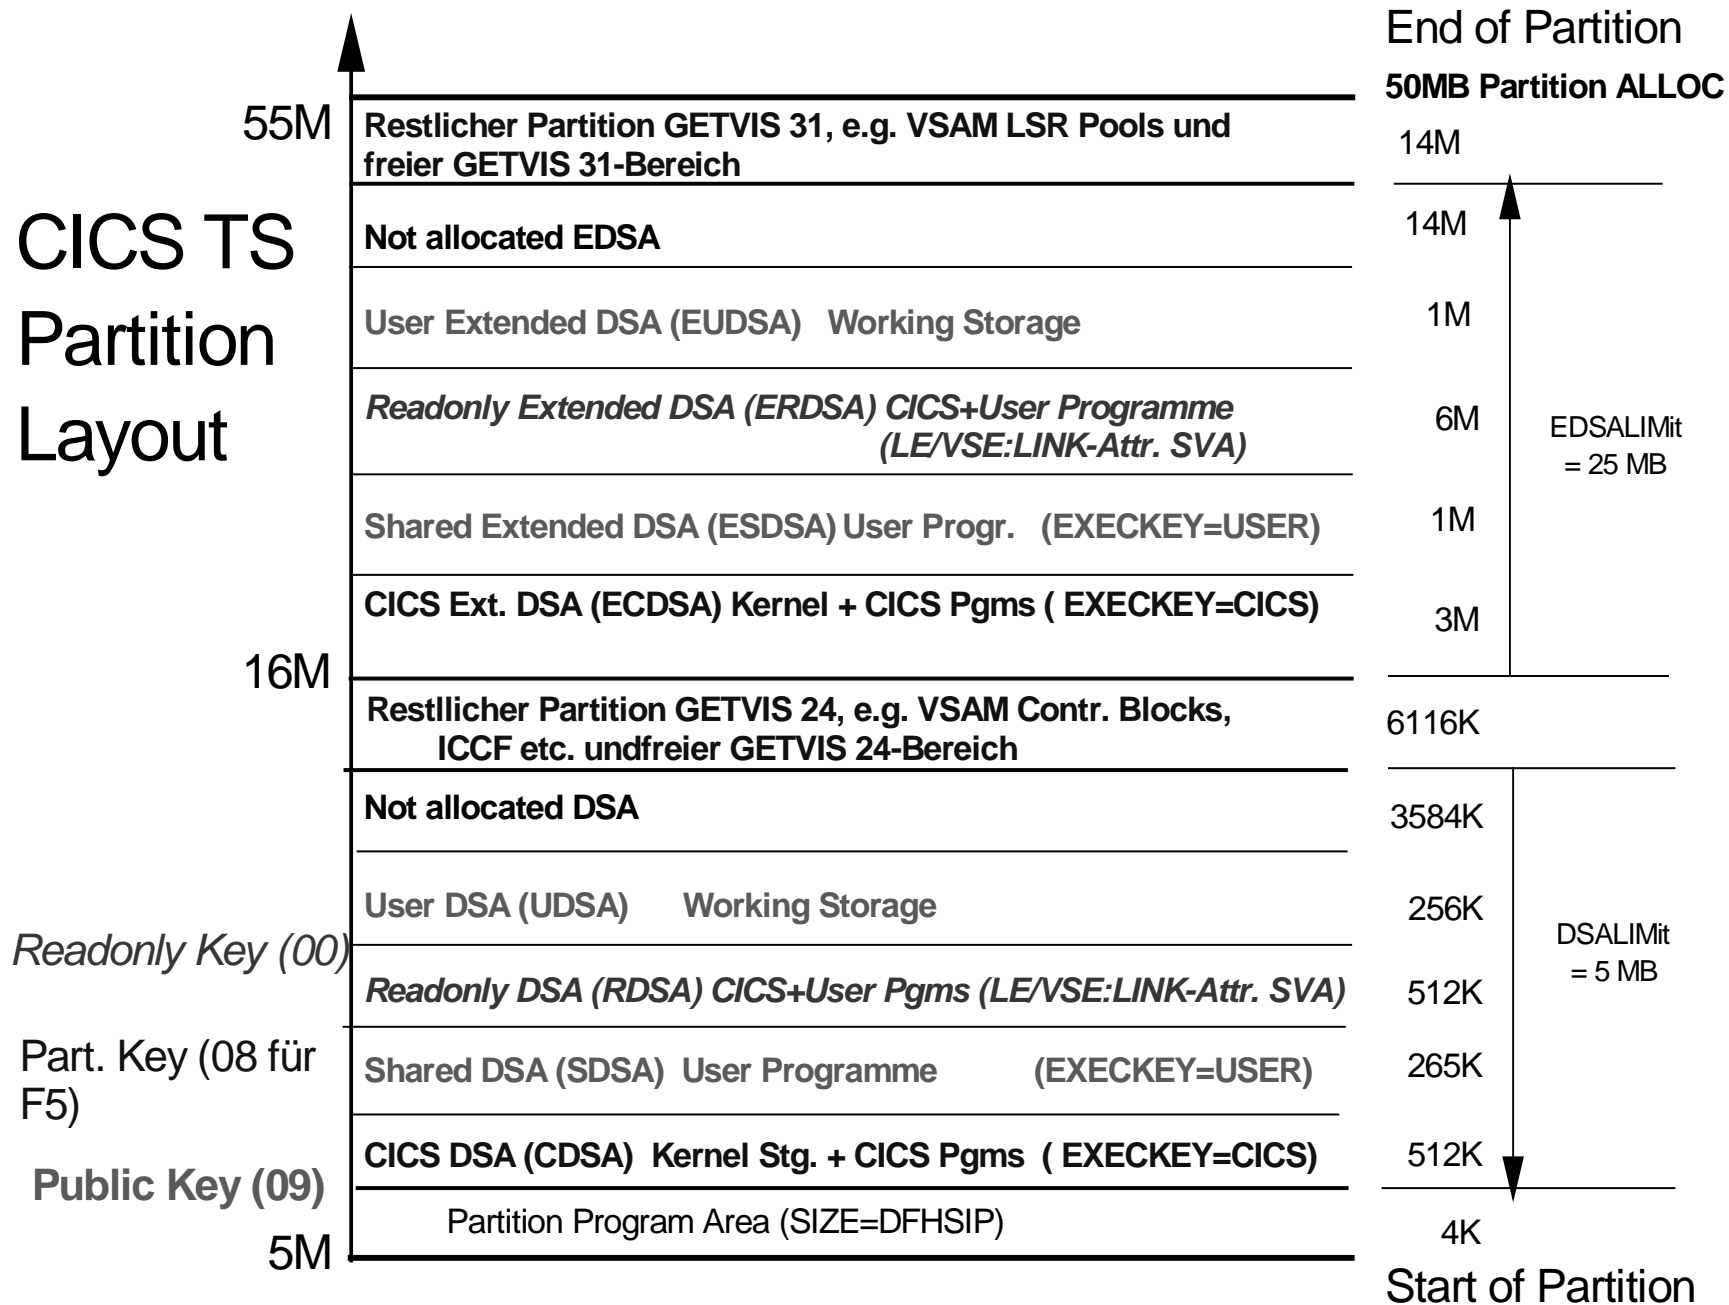 End of Partition
50MB Partition ALLOC
55M
Restlicher Partition GETVIS 31, e.g. VSAM LSR Pools und
freier GETVIS 31-Bereich
14M
CICS TS
Partition
Layout
Not allocated EDSA
14M
User Extended DSA (EUDSA) Working Storage
1M
Readonly Extended DSA (ERDSA) CICS+User Programme
(LE/VSE:LINK-Attr. SVA)
6M
EDSALIMit
= 25 MB
Shared Extended DSA (ESDSA) User Progr. (EXECKEY=USER)
1M
CICS Ext. DSA (ECDSA) Kernel + CICS Pgms ( EXECKEY=CICS)
3M
16M
Restllicher Partition GETVIS 24, e.g. VSAM Contr. Blocks,
ICCF etc. undfreier GETVIS 24-Bereich
6116K
Not allocated DSA
3584K
User DSA (UDSA) Working Storage
256K
DSALIMit
= 5 MB
Readonly Key (00)
Readonly DSA (RDSA) CICS+User Pgms (LE/VSE:LINK-Attr. SVA)
512K
Part. Key (08 für
F5)
Shared DSA (SDSA) User Programme (EXECKEY=USER)
265K
CICS DSA (CDSA) Kernel Stg. + CICS Pgms ( EXECKEY=CICS)
512K
Public Key (09)
Partition Program Area (SIZE=DFHSIP)
4K
5M
Start of Partition